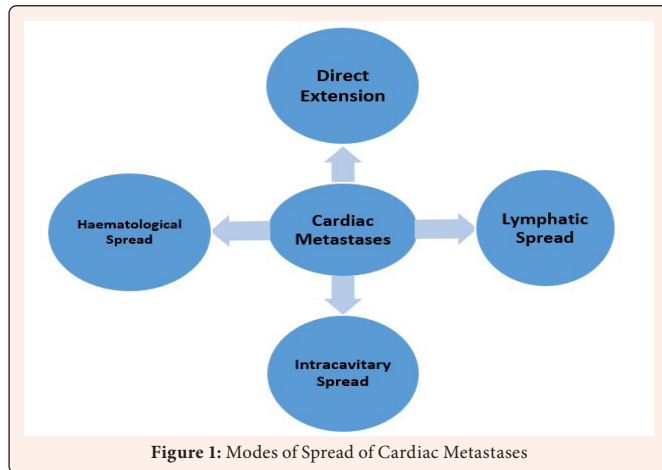 Direct
Extension
Haematological
Spread
Cardiac
Metastases
Lymphatic
Spread
Intracavitary
Spread
Figure 1: Modes of Spread of Cardiac Metastases